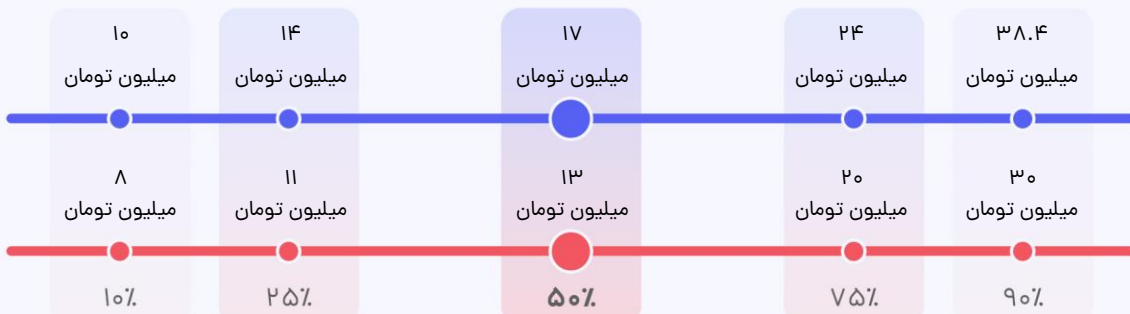 ۱۰ ۱۴ ۱۷ ۲۴ ۳۸.۴
میلیون تومان میلیون تومان میلیون تومان میلیون تومان میلیون تومان
۸ ۱۱ ۱۳ ۲۰ ۳۰
میلیون تومان میلیون تومان میلیون تومان میلیون تومان میلیون تومان
۱۰٪ ۲۵٪ ۵۰٪ ۷۵٪ ۹۰٪